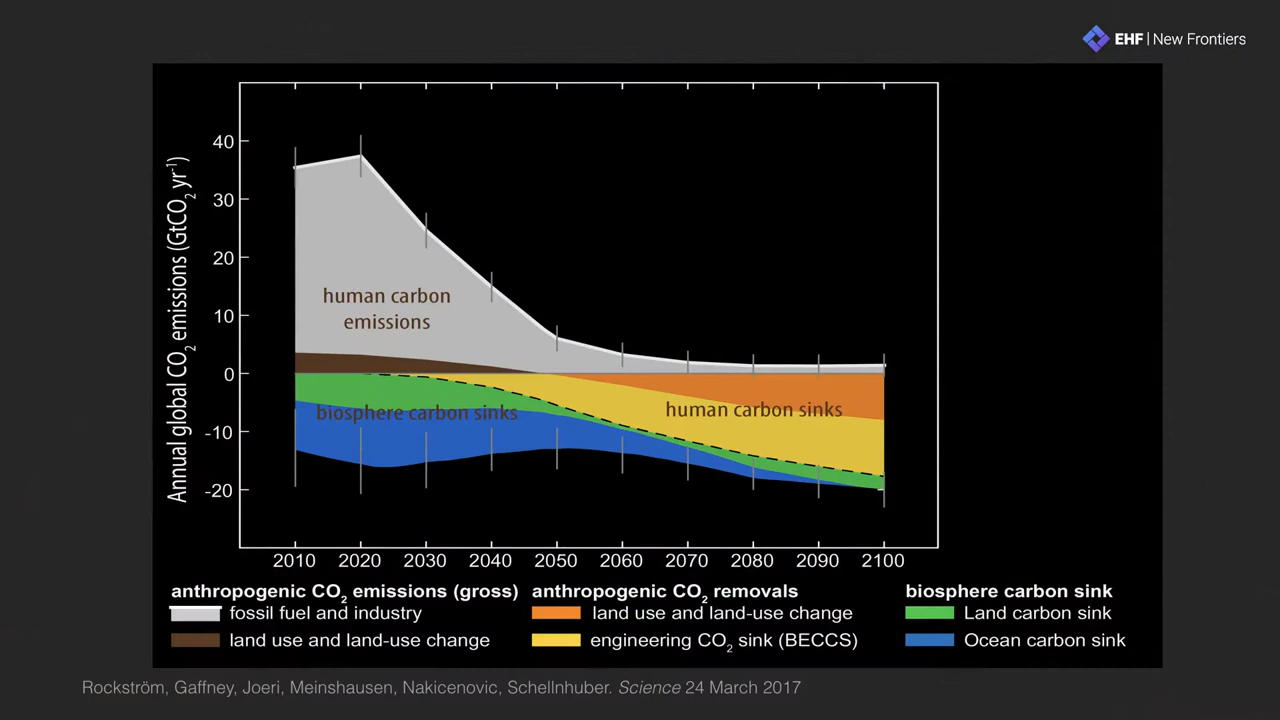 EHF | New Frontiers
Annual global CO2 emissions (GtCO2 yr-1)
40
30
20
10
0
-10
-20
human carbon
emissions
biosphere carbon sinks
human carbon sinks
2010 2020 2030 2040 2050 2060 2070 2080 2090 2100
anthropogenic CO2 emissions (gross)
fossil fuel and industry
land use and land-use change
anthropogenic CO2 removals
land use and land-use change
engineering CO2 sink (BECCS)
biosphere carbon sink
Land carbon sink
Ocean carbon sink
Rockström, Gaffney, Joeri, Meinshausen, Nakicenovic, Schellnhuber. Science 24 March 2017